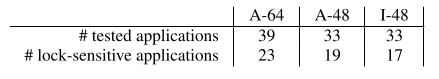 A-64 A-48 I-48
# tested applications 39 33 33
# lock-sensitive applications 23 19 17